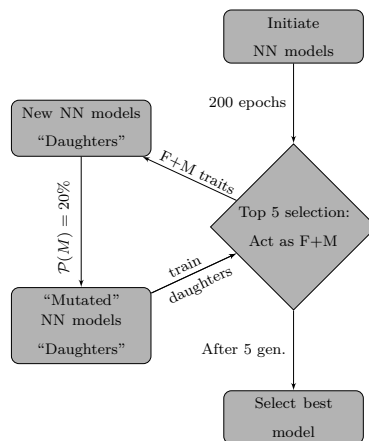 Initiate
NN models
200 epochs
New NN models
“Daughters”
F+M traits
Top 5 selection:
Act as F+M
P(M) = 20%
train
daughters
“Mutated”
NN models
“Daughters”
After 5 gen.
Select best
model